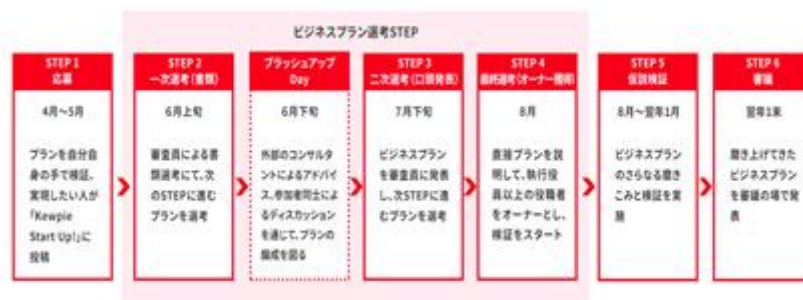 ビジネスプラン選考STEP
STEP 1
応募
4月～5月
プランを自分自
身の手で検証、
実現したい人が
「Kewpie
Start Up!」に
投稿
STEP 2
一次選考(書類)
6月上旬
審査員による書
類選考にて、次
のSTEPに進む
プランを選考
ブラッシュアップ
Day
6月下旬
外部のコンサルタ
ントによるアドバイ
ス、参加者同士によ
るディスカッション
を通じて、プランの
醸成を図る
STEP 3
二次選考(口頭発表)
7月下旬
ビジネスプラン
を審査員に発表
し、次STEPに進
むプランを選考
STEP 4
最終選考(オーナー獲得)
8月
直接プランを説
明して、執行役
員以上の役職者
をオーナーとし、
検証をスタート
STEP 5
仮説検証
8月～翌年1月
ビジネスプラン
のさらなる磨き
こみと検証を実
施
STEP 6
審議
翌年1末
磨き上げてきた
ビジネスプラン
を審議の場で発
表